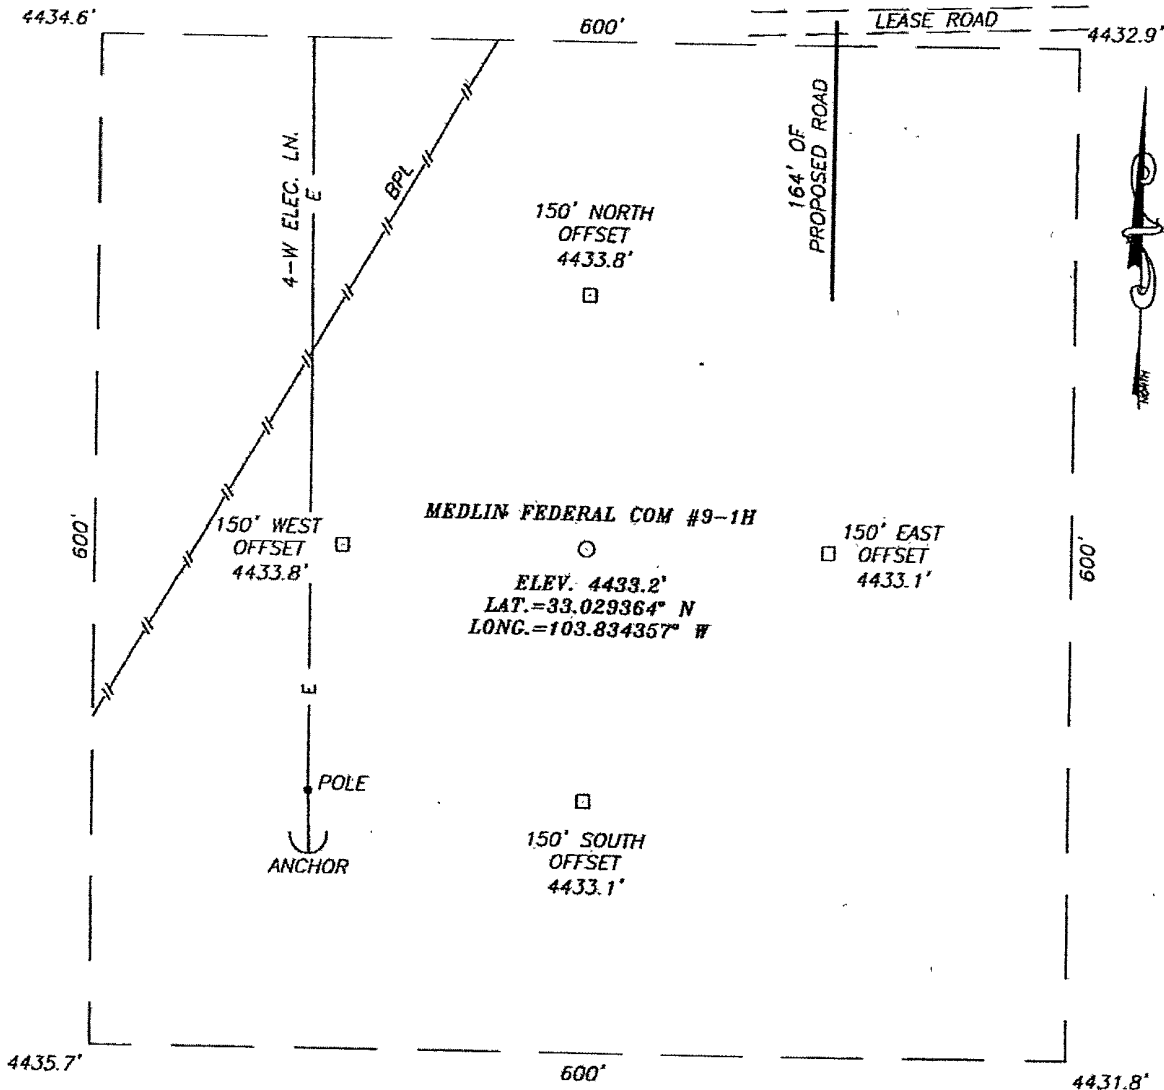 4434.6'
600'
LEASE ROAD
4432.9'
4-W ELEC. LN.
E
BPL
164' OF
PROPOSED ROAD
150' NORTH
OFFSET
4433.8'
NORTH
600'
150' WEST
OFFSET
4433.8'
MEDLIN FEDERAL COM #9-1H
ELEV. 4433.2'
LAT.=33.029364° N
LONG.=103.834357° W
150' EAST
OFFSET
4433.1'
600'
E
POLE
ANCHOR
150' SOUTH
OFFSET
4433.1'
4435.7'
600'
4431.8'